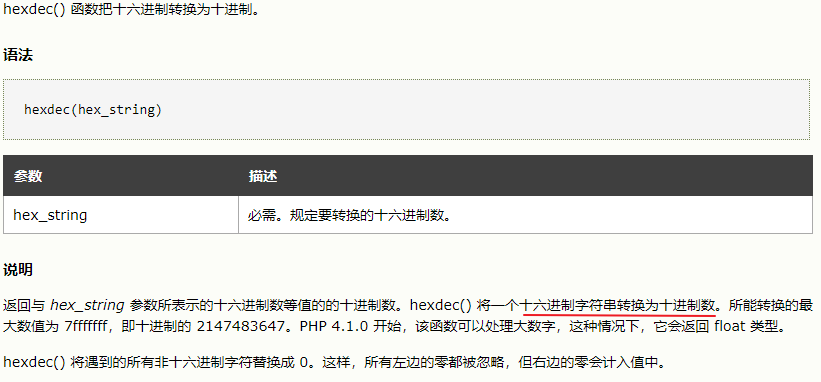 hexdec() 函数把十六进制转换为十进制。
语法
hexdec(hex_string)
参数 描述
hex_string 必需。规定要转换的十六进制数。
说明
返回与 hex_string 参数所表示的十六进制数等值的的十进制数。hexdec() 将一个十六进制字符串转换为十进制数。所能转换的最
大数值为 7fffffff，即十进制的 2147483647。PHP 4.1.0 开始，该函数可以处理大数字，这种情况下，它会返回 float 类型。
hexdec() 将遇到的所有非十六进制字符替换成 0。这样，所有左边的零都被忽略，但右边的零会计入值中。